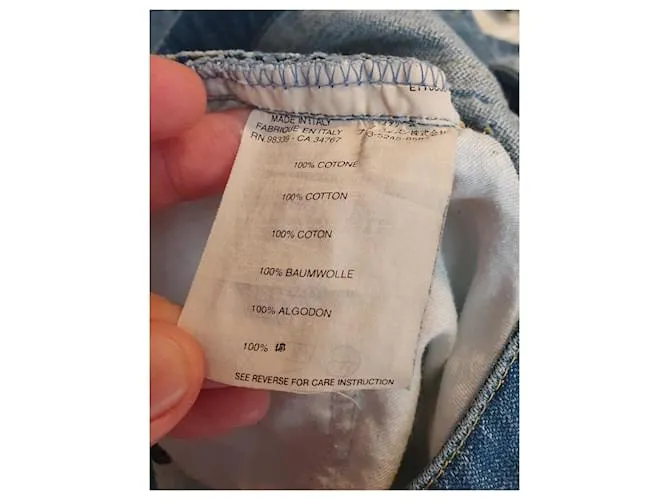 MADE IN ITALY
FABRIQUE EN ITALY
RN 98339 - CA 34767
100% COTONE
100% COTTON
100% COTON
100% BAUMWOLLE
100% ALGODON
100% 綿
SEE REVERSE FOR CARE INSTRUCTION